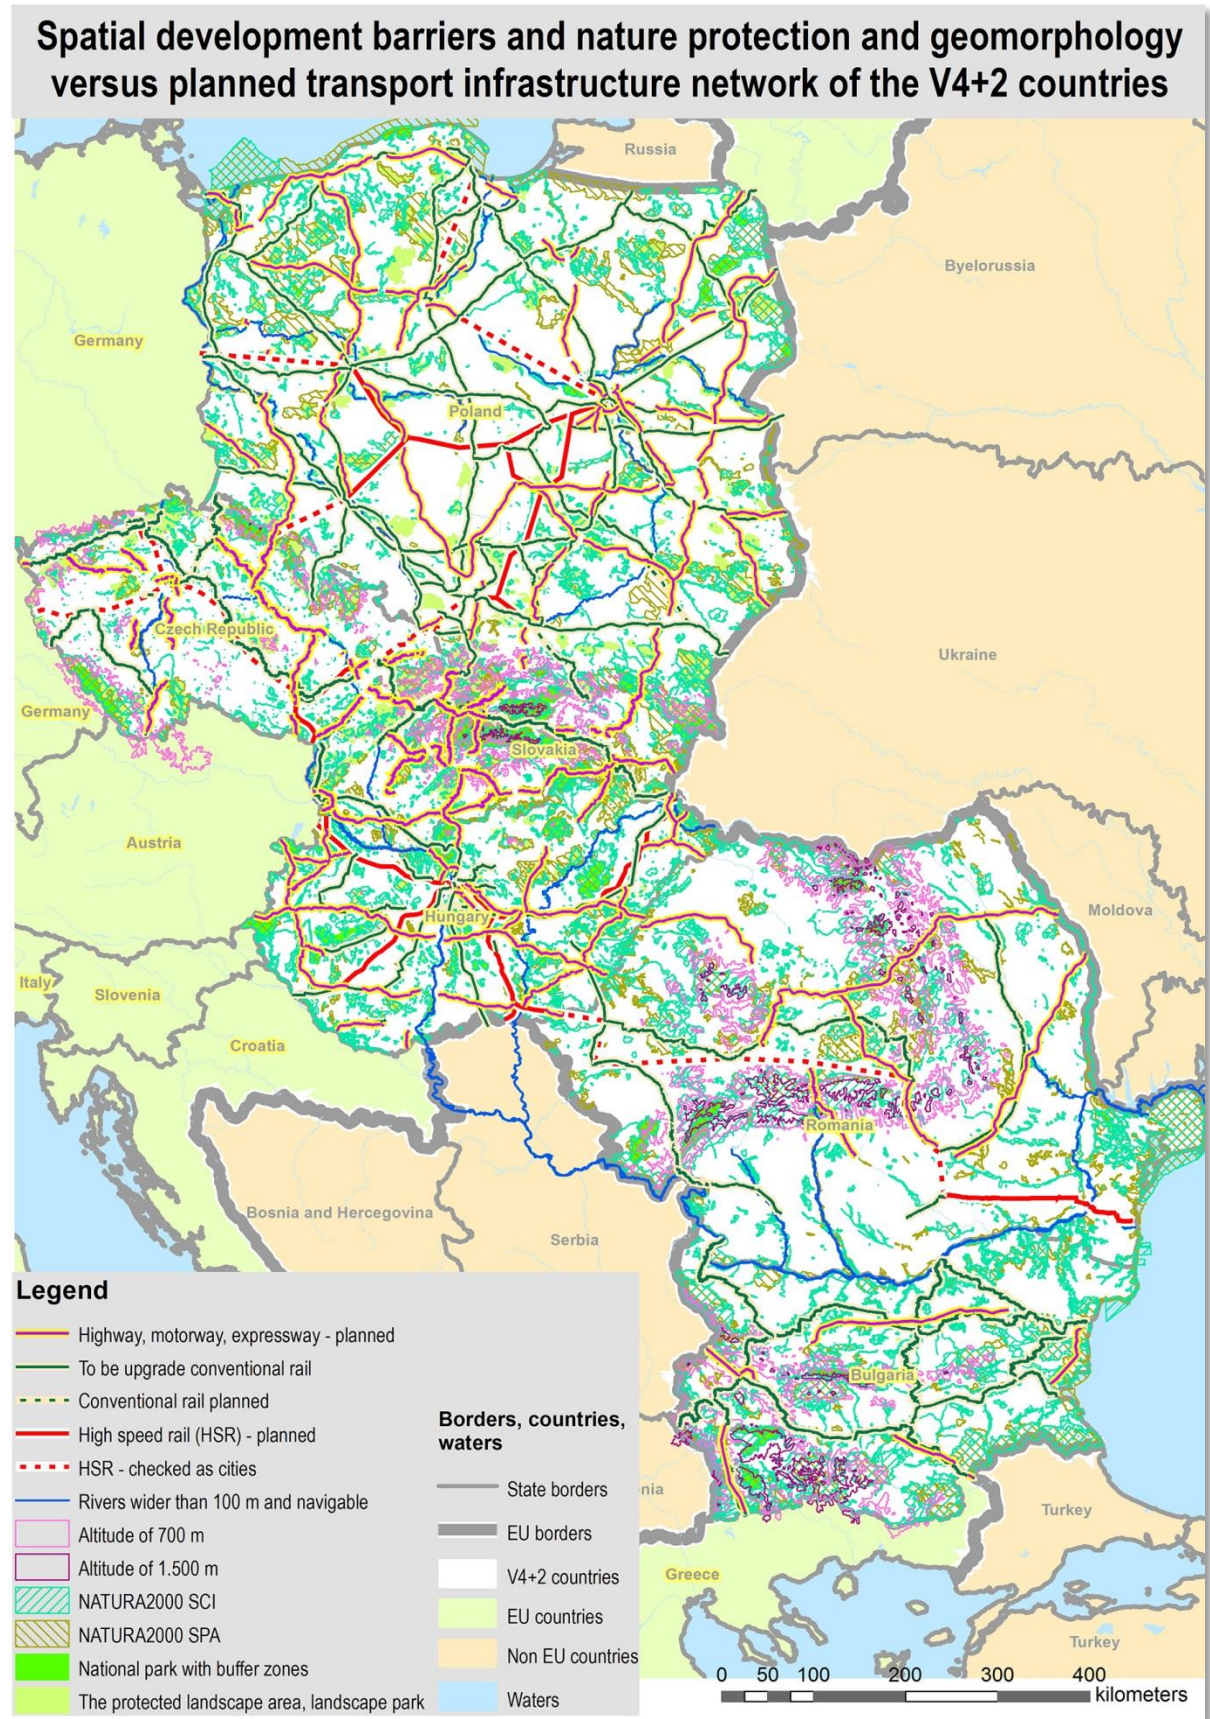 Spatial development barriers and nature protection and geomorphology
versus planned transport infrastructure network of the V4+2 countries
Russia
Byelorussia
Germany
Poland
Czech Republic
Ukraine
Germany
Slovakia
Austria
Hungary
Moldova
Italy
Slovenia
Croatia
Romania
Bosnia and Hercegovina
Serbia
Bulgaria
nia
Turkey
Greece
Turkey
Legend
Highway, motorway, expressway - planned
To be upgrade conventional rail
Conventional rail planned
High speed rail (HSR) - planned
HSR - checked as cities
Rivers wider than 100 m and navigable
Altitude of 700 m
Altitude of 1.500 m
NATURA2000 SCI
NATURA2000 SPA
National park with buffer zones
The protected landscape area, landscape park
Borders, countries,
waters
State borders
EU borders
V4+2 countries
EU countries
Non EU countries
Waters
0 50 100 200 300 400
kilometers